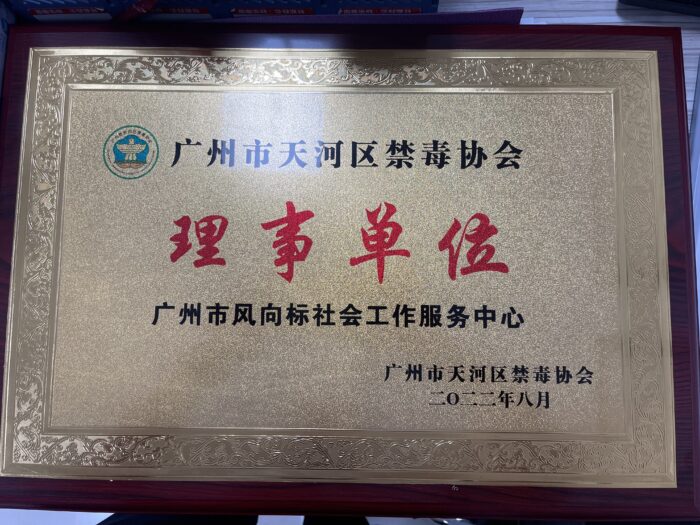 广州市天河区禁毒协会
理事单位
广州市风向标社会工作服务中心
广州市天河区禁毒协会
二〇二二年八月